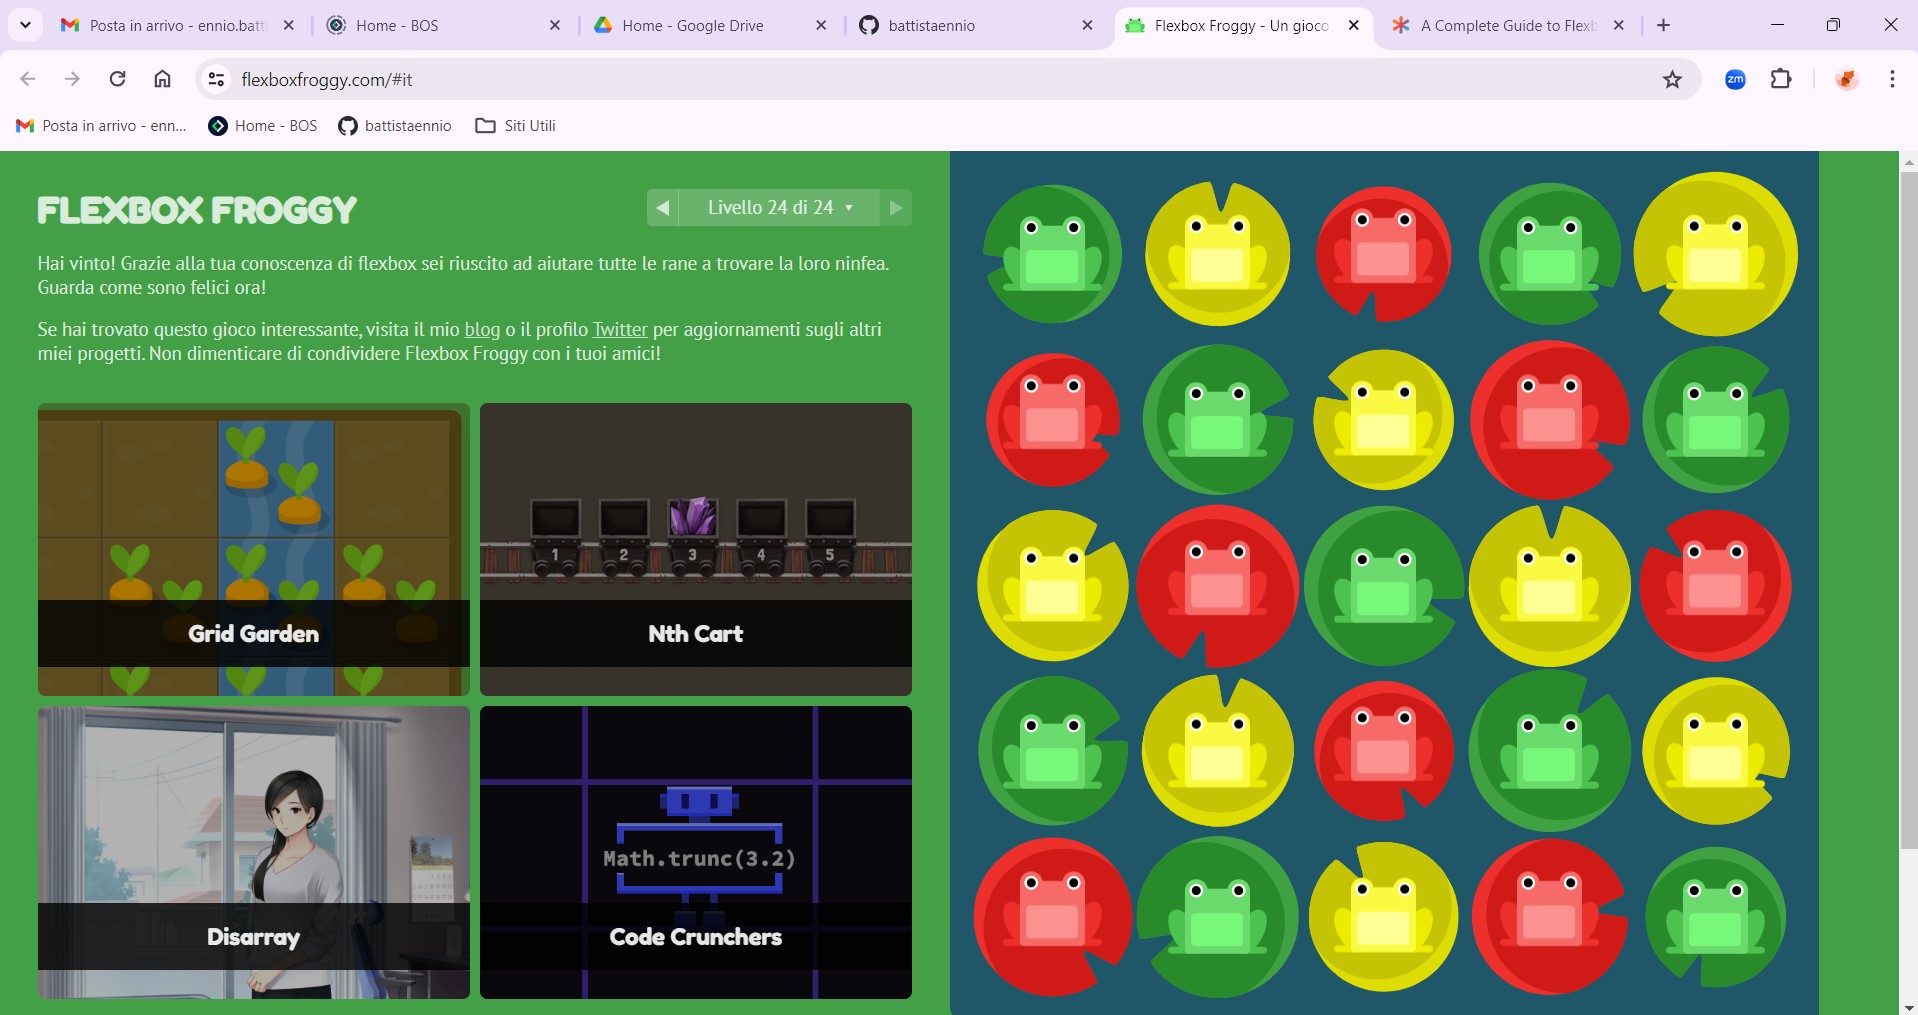 Posta in arrivo - ennio.batti
Home - BOS
Home - Google Drive
battistaennio
Flexbox Froggy - Un gioco
A Complete Guide to Flexb
flexboxfroggy.com/#it
zm
Posta in arrivo - enn...
Home - BOS
battistaennio
Siti Utili
FLEXBOX FROGGY
Livello 24 di 24
Hai vinto! Grazie alla tua conoscenza di flexbox sei riuscito ad aiutare tutte le rane a trovare la loro ninfea.
Guarda come sono felici ora!
Se hai trovato questo gioco interessante, visita il mio blog o il profilo Twitter per aggiornamenti sugli altri
miei progetti. Non dimenticare di condividere Flexbox Froggy con i tuoi amici!
1 2 3 4 5
Grid Garden
Nth Cart
Math.trunc(3.2)
Disarray
Code Crunchers